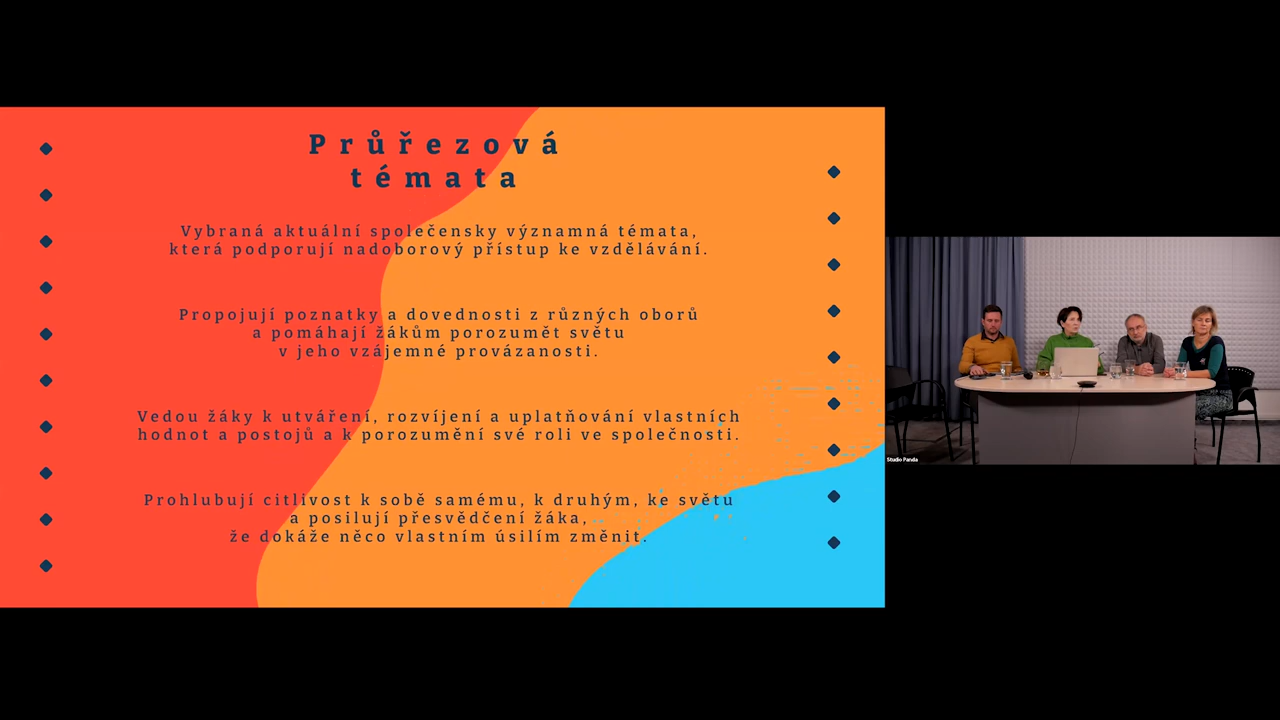 Průřezová
témata
Vybraná aktuální společensky významná témata,
která podporují nadoborový přístup ke vzdělávání.
Propojují poznatky a dovednosti z různých oborů
a pomáhají žákům porozumět světu
v jeho vzájemné provázanosti.
Vedou žáky k utváření, rozvíjení a uplatňování vlastních
hodnot a postojů a k porozumění své roli ve společnosti.
Prohlubují citlivost k sobě samému, k druhým, ke světu
a posilují přesvědčení žáka,
že dokáže něco vlastním úsilím změnit.
Studio Panda